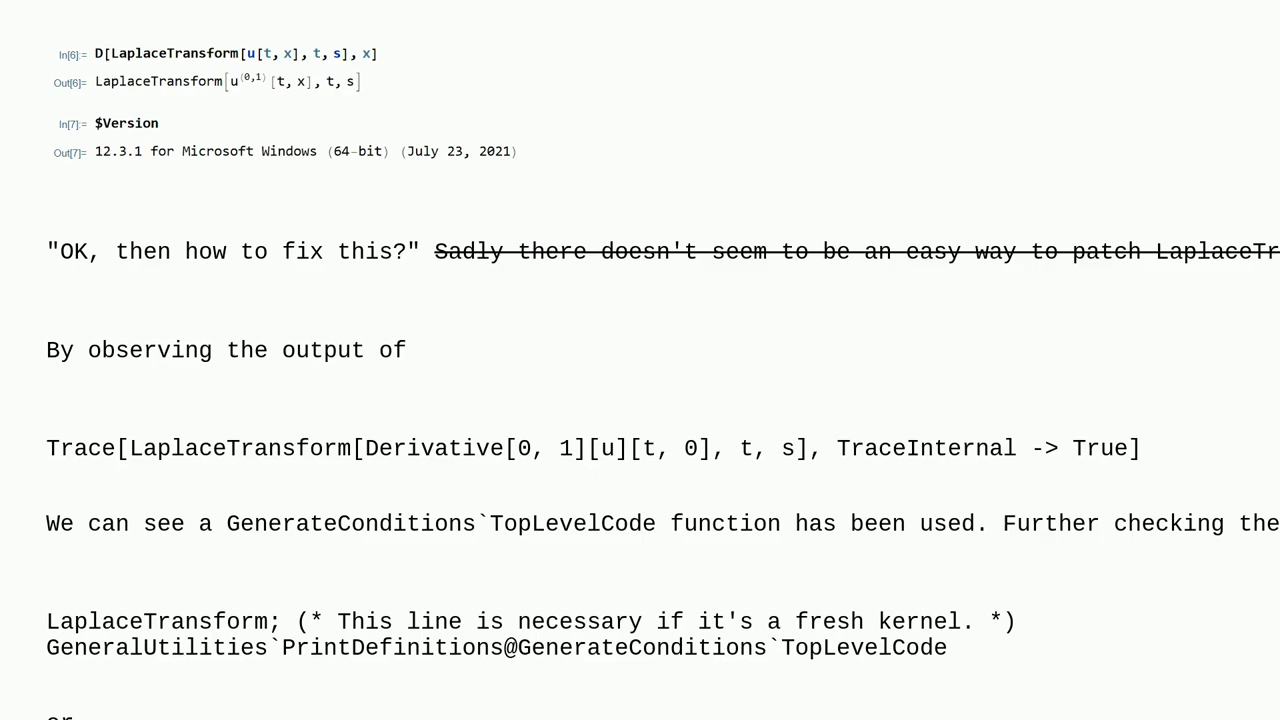 In[6]:= D[LaplaceTransform[u[t, x], t, s], x]
Out[6]= LaplaceTransform[u^(0,1)[t, x], t, s]
In[7]:= $Version
Out[7]= 12.3.1 for Microsoft Windows (64-bit) (July 23, 2021)
"OK, then how to fix this?" Sadly there doesn't seem to be an easy way to patch LaplaceTr
By observing the output of
Trace[LaplaceTransform[Derivative[0, 1][u][t, 0], t, s], TraceInternal -> True]
We can see a GenerateConditions`TopLevelCode function has been used. Further checking the
LaplaceTransform; (* This line is necessary if it's a fresh kernel. *)
GeneralUtilities`PrintDefinitions@GenerateConditions`TopLevelCode